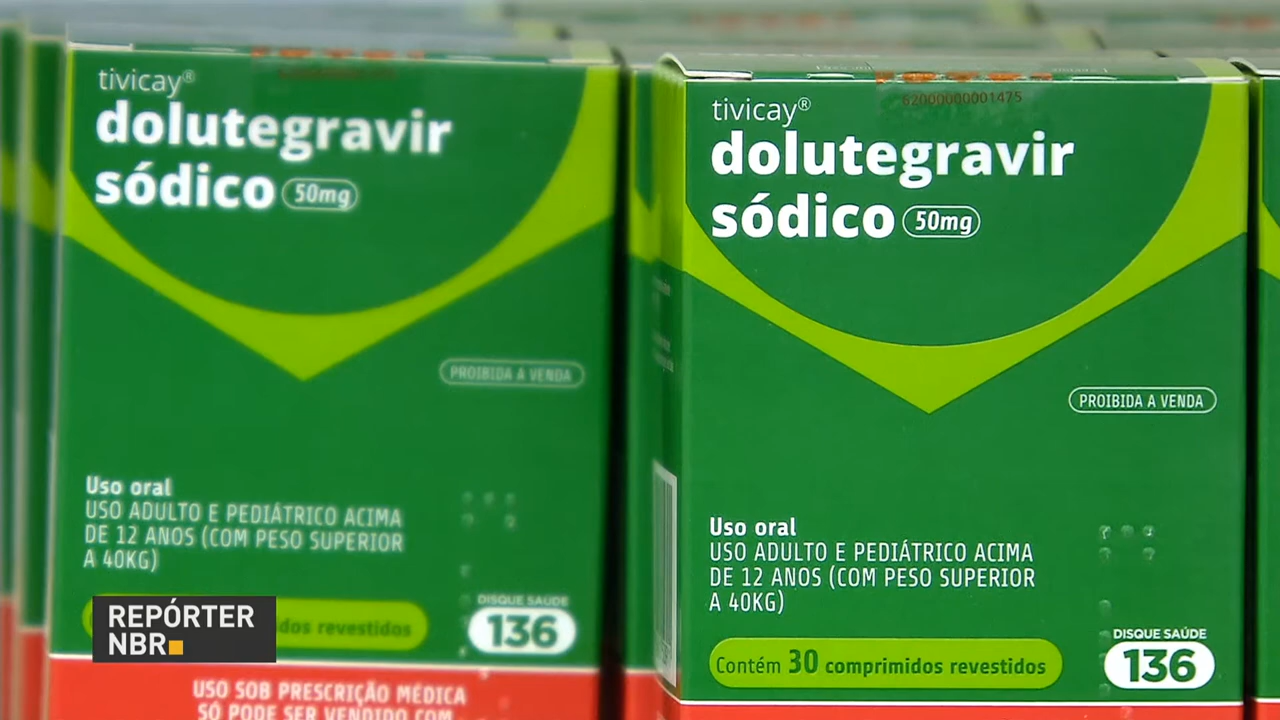 tivicay®
dolutegravir
sódico 50mg
PROIBIDA A VENDA
Uso oral
USO ADULTO E PEDIÁTRICO ACIMA
DE 12 ANOS (COM PESO SUPERIOR
A 40KG)
dos revestidos
DISQUE SAÚDE
136
USO SOB PRESCRIÇÃO MÉDICA
SÓ PODE SER VENDIDO COM
REPÓRTER
NBR
62000000001475
tivicay®
dolutegravir
sódico 50mg
PROIBIDA A VENDA
Uso oral
USO ADULTO E PEDIÁTRICO ACIMA
DE 12 ANOS (COM PESO SUPERIOR
A 40KG)
Contém 30 comprimidos revestidos
DISQUE SAÚDE
136